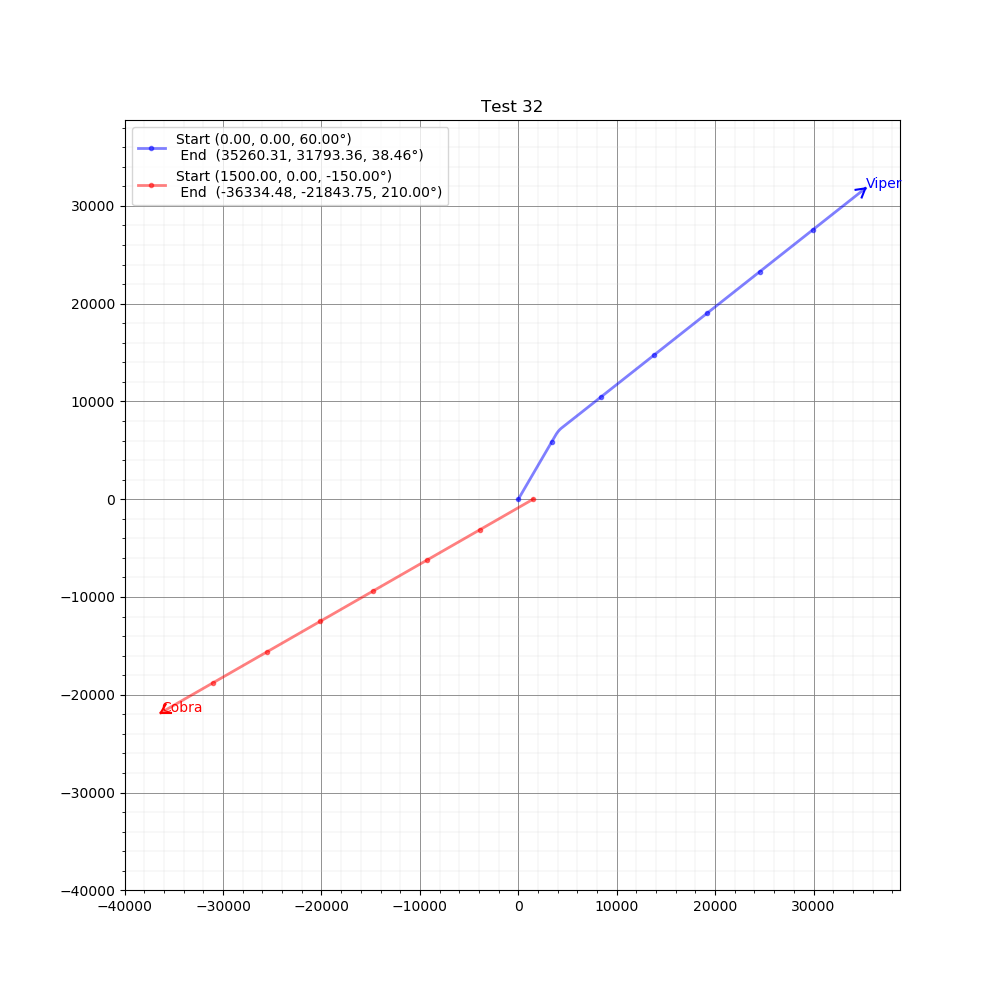 Test 32
Start (0.00, 0.00, 60.00°)
End (35260.31, 31793.36, 38.46°)
Start (1500.00, 0.00, -150.00°)
End (-36334.48, -21843.75, 210.00°)
Viper
Cobra
30000
20000
10000
0
−10000
−20000
−30000
−40000
−40000 −30000 −20000 −10000 0 10000 20000 30000